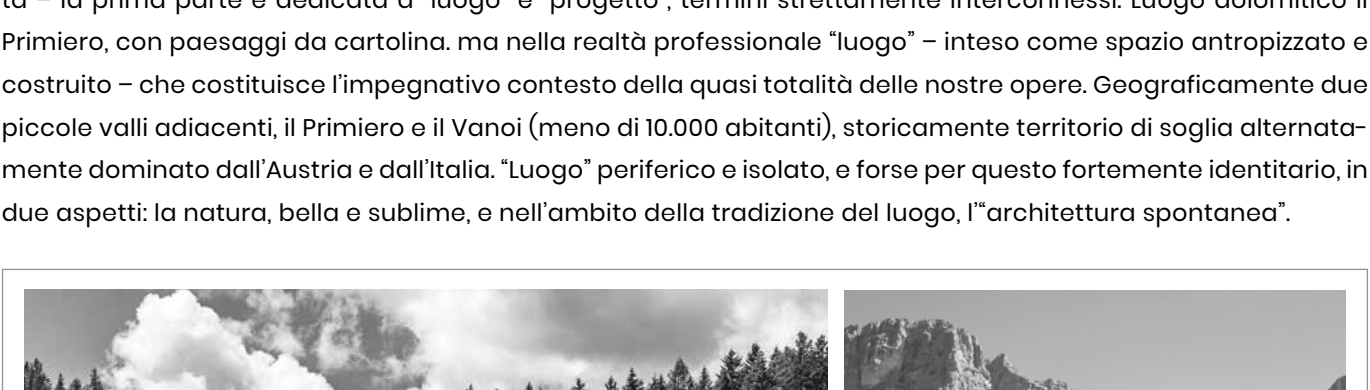 tà – la prima parte è dedicata a “luogo” e “progetto”, termini strettamente interconnessi. Luogo dolomitico il
Primiero, con paesaggi da cartolina. ma nella realtà professionale “luogo” – inteso come spazio antropizzato e
costruito – che costituisce l’impegnativo contesto della quasi totalità delle nostre opere. Geograficamente due
piccole valli adiacenti, il Primiero e il Vanoi (meno di 10.000 abitanti), storicamente territorio di soglia alternata-
mente dominato dall’Austria e dall’Italia. “Luogo” periferico e isolato, e forse per questo fortemente identitario, in
due aspetti: la natura, bella e sublime, e nell’ambito della tradizione del luogo, l’“architettura spontanea”.